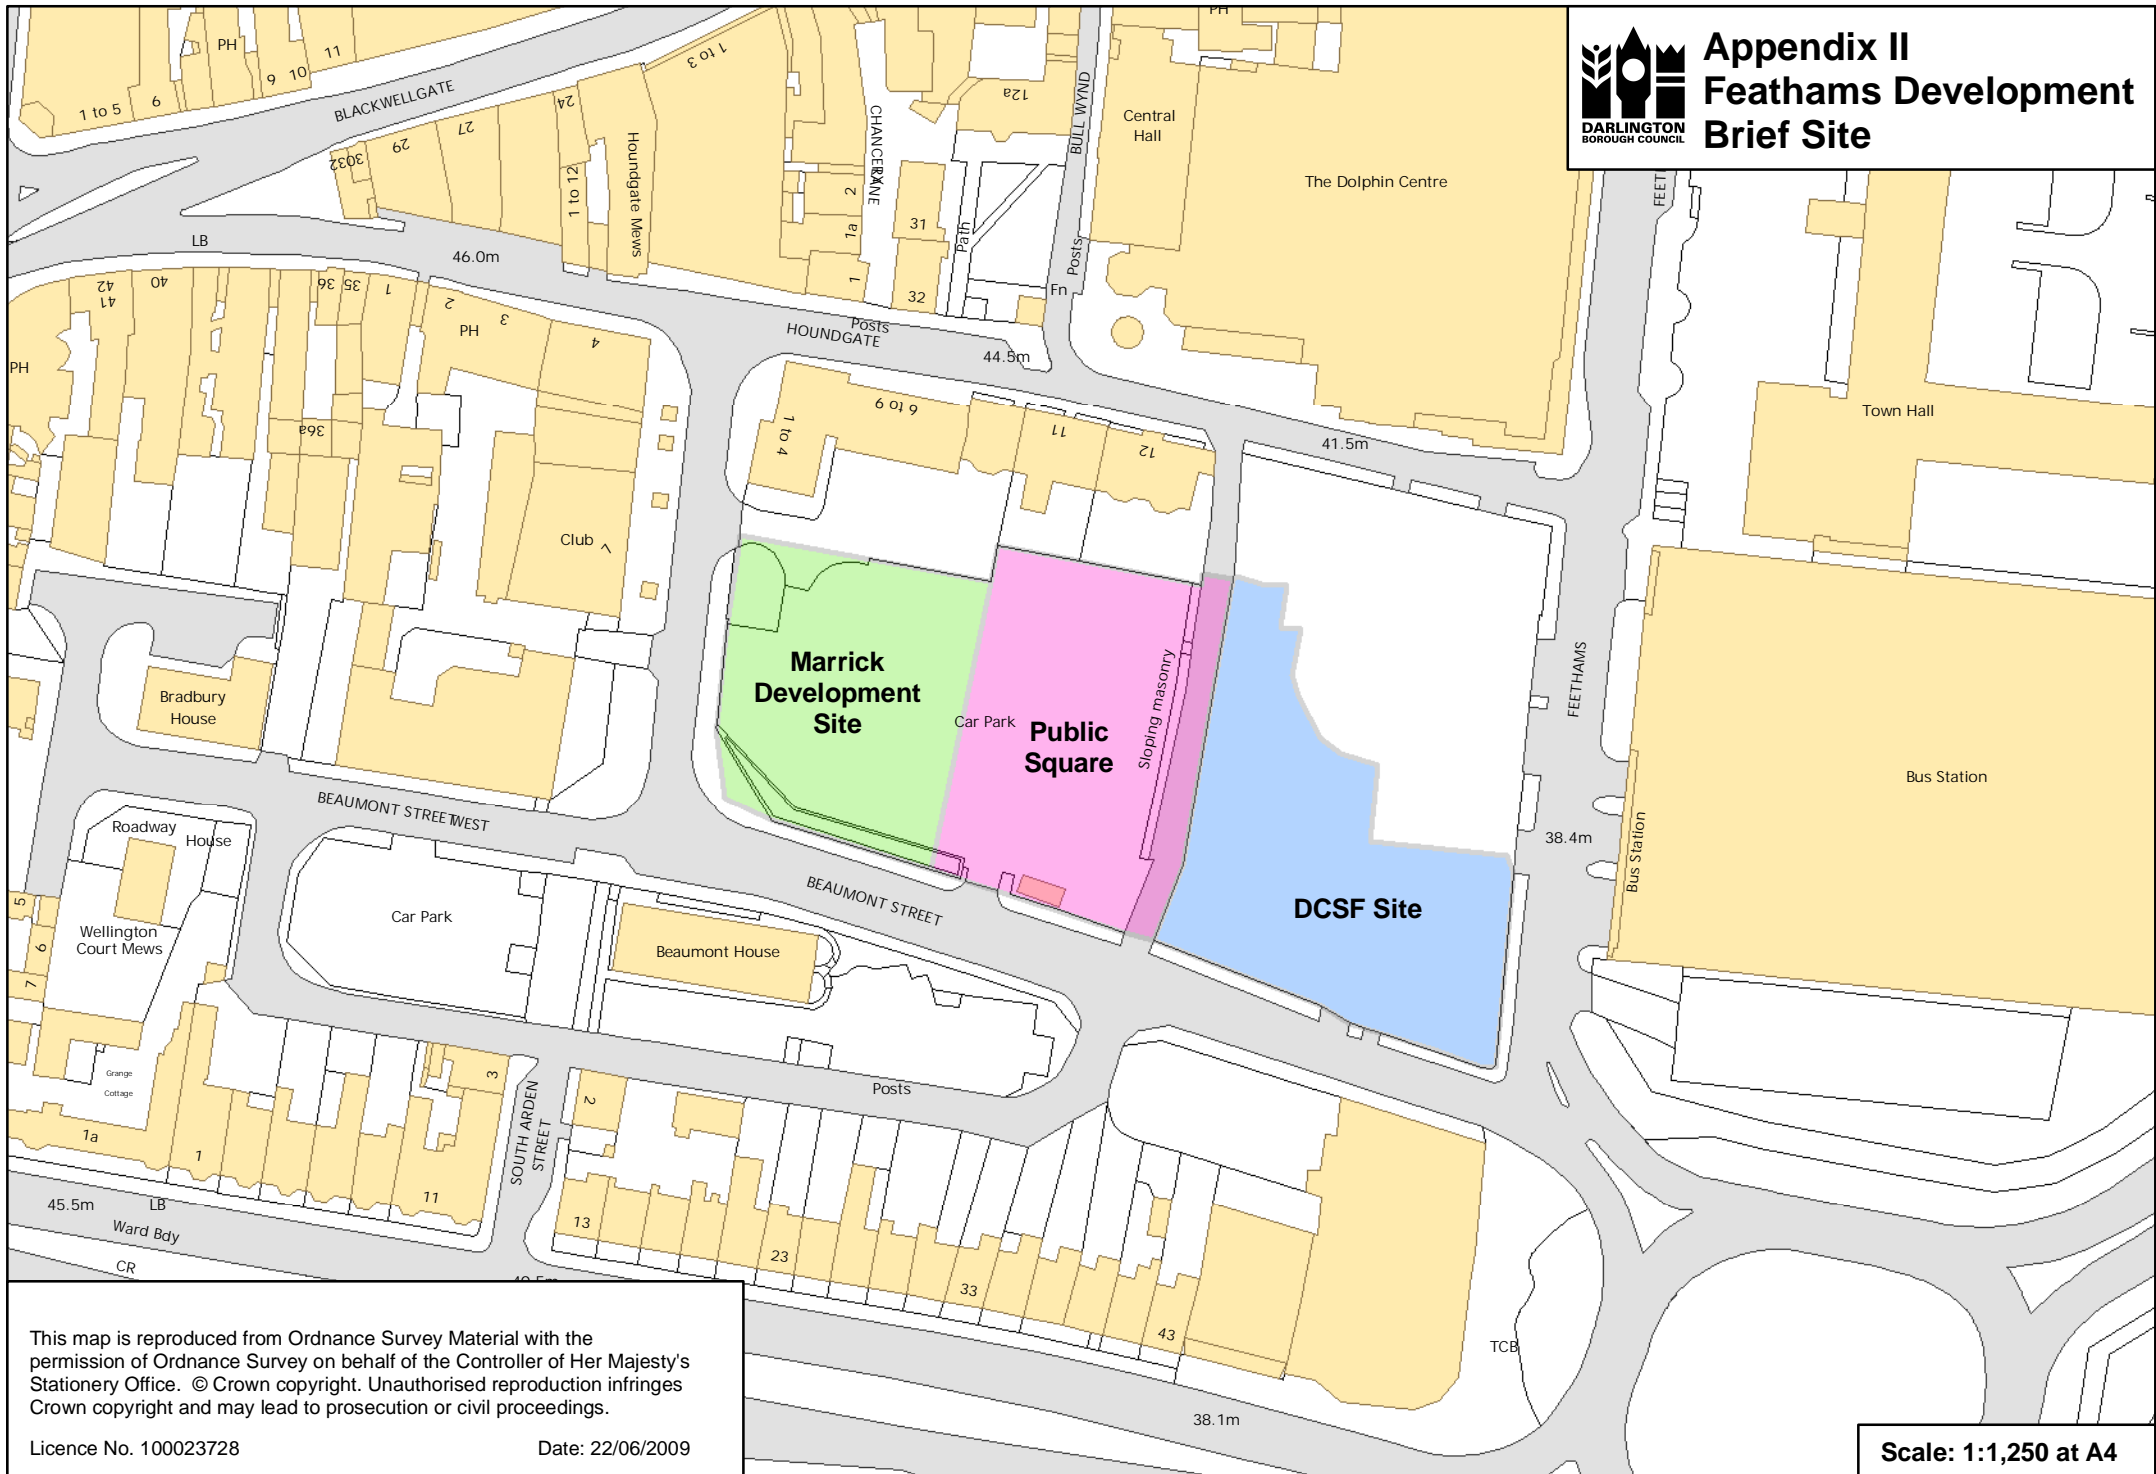 Appendix II
Feathams Development
Brief Site
DARLINGTON
BOROUGH COUNCIL
PH
11
10
9
6
1 to 5
BLACKWELLGATE
1 to 3
24
27
29
30
32
1 to 12
Houndgate Mews
CHANCERY LANE
2
1a
1
31
32
12a
Path
BULL WYND
Posts
Fn
PH
Central
Hall
The Dolphin Centre
FEET
LB
46.0m
42
41
40
36
35
1
2
PH
3
4
PH
36a
Posts
HOUNDGATE
44.5m
41.5m
1 to 4
6 to 9
11
12
Town Hall
Club
7
Bradbury
House
Marrick
Development
Site
Car Park
Public
Square
Sloping masonry
DCSF Site
FEETHAMS
38.4m
Bus Station
Bus Station
BEAUMONT STREET WEST
Roadway
House
BEAUMONT STREET
Car Park
Beaumont House
Wellington
Court Mews
5
6
7
Grange
Cottage
1a
1
11
3
2
SOUTH ARDEN
STREET
Posts
13
23
33
43
45.5m
LB
Ward Bdy
CR
TCB
38.1m
This map is reproduced from Ordnance Survey Material with the
permission of Ordnance Survey on behalf of the Controller of Her Majesty's
Stationery Office. © Crown copyright. Unauthorised reproduction infringes
Crown copyright and may lead to prosecution or civil proceedings.
Licence No. 100023728
Date: 22/06/2009
Scale: 1:1,250 at A4